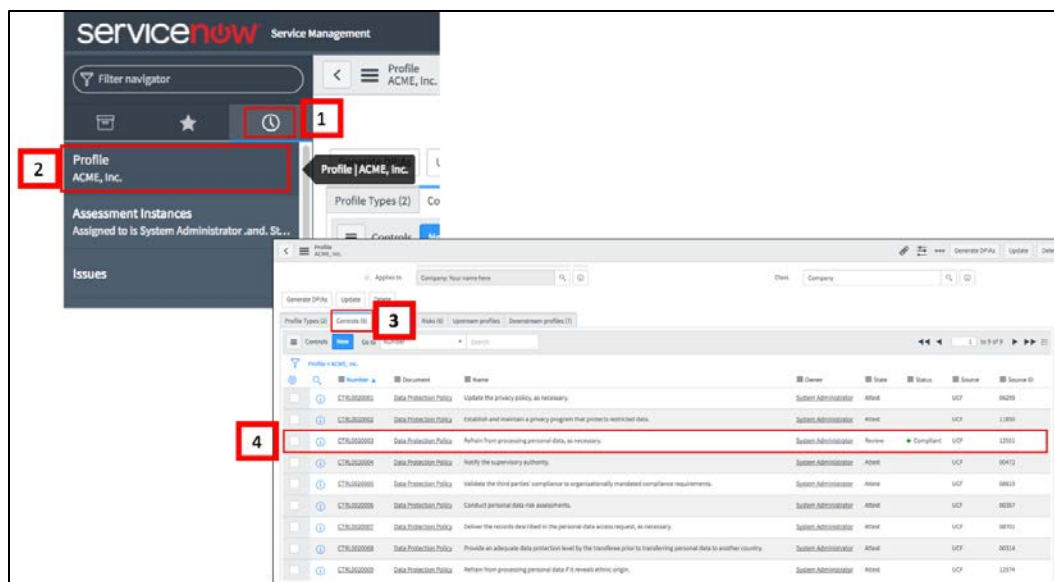 servicenow Service Management
Filter navigator
Profile
ACME, Inc.
1
2
Profile
ACME, Inc.
Profile | ACME, Inc.
Profile Types (2) Co
Assessment Instances
Assigned to is System Administrator .and. St...
Controls
Issues
Profile
ACME, Inc.
Generate DPIAs Update Dele
Applies to Company: Your name here
Class Company
Generate DPIAs Update Delete
Profile Types (2) Controls (9) 3 Risks (6) Upstream profiles Downstream profiles (7)
Controls New Go to Number Search 1 to 9 of 9
Profile = ACME, Inc.
Number Document Name Owner State Status Source Source ID
CTRL0020001 Data Protection Policy Update the privacy policy, as necessary. System Administrator Attest UCF
CTRL0020002 Data Protection Policy Establish and maintain a privacy program that protects restricted data. System Administrator Attest UCF 11850
4
CTRL0020003 Data Protection Policy Refrain from processing personal data, as necessary. System Administrator Review Compliant UCF 12551
CTRL0020004 Data Protection Policy Notify the supervisory authority. System Administrator Attest UCF 00472
CTRL0020005 Data Protection Policy Validate the third parties' compliance to organizationally mandated compliance requirements. System Administrator Attest UCF 08819
CTRL0020006 Data Protection Policy Conduct personal data risk assessments. System Administrator Attest UCF 00357
CTRL0020007 Data Protection Policy Deliver the records described in the personal data access request, as necessary. System Administrator Attest UCF 08701
CTRL0020008 Data Protection Policy Provide an adequate data protection level by the transferee prior to transferring personal data to another country. System Administrator Attest UCF 00314
CTRL0020009 Data Protection Policy Refrain from processing personal data if it reveals ethnic origin. System Administrator Attest UCF 12574